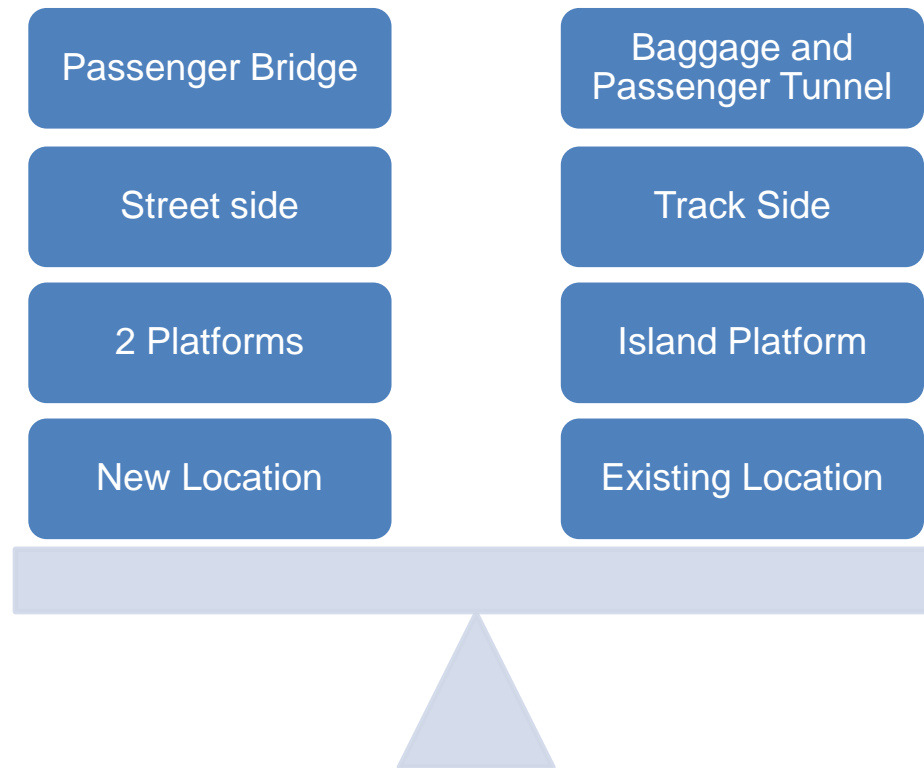 Passenger Bridge
Baggage and
Passenger Tunnel
Street side
Track Side
2 Platforms
Island Platform
New Location
Existing Location